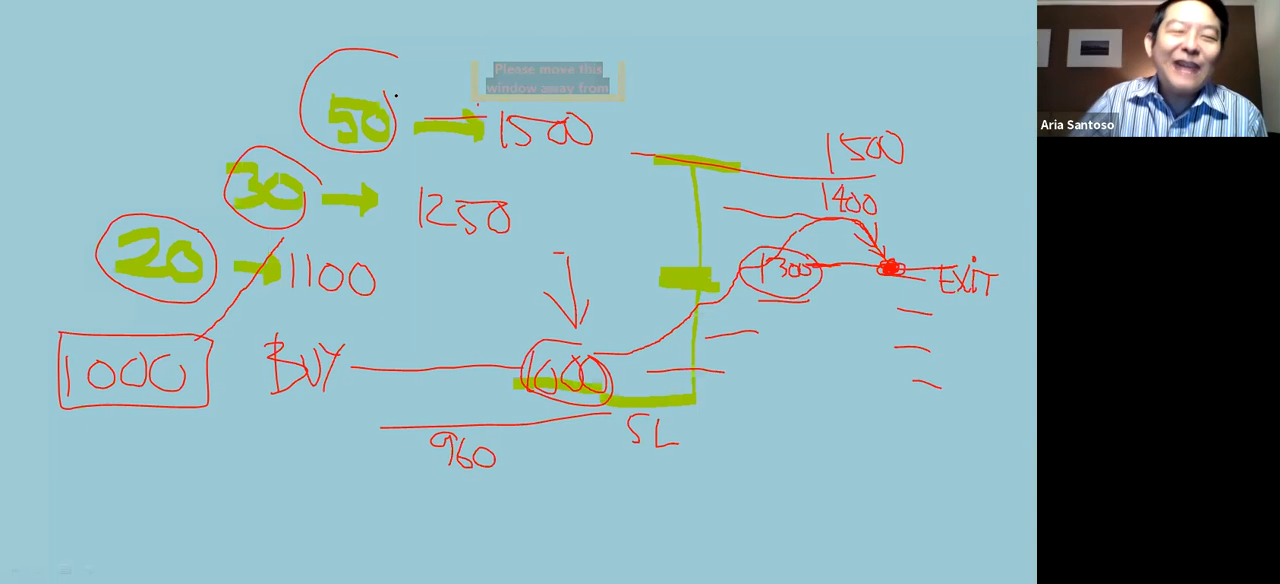 Please move this
window away from
Aria Santoso
50
1500
1500
30
1250
1400
20
1100
1300
EXIT
1000
BUY
1000
960
SL